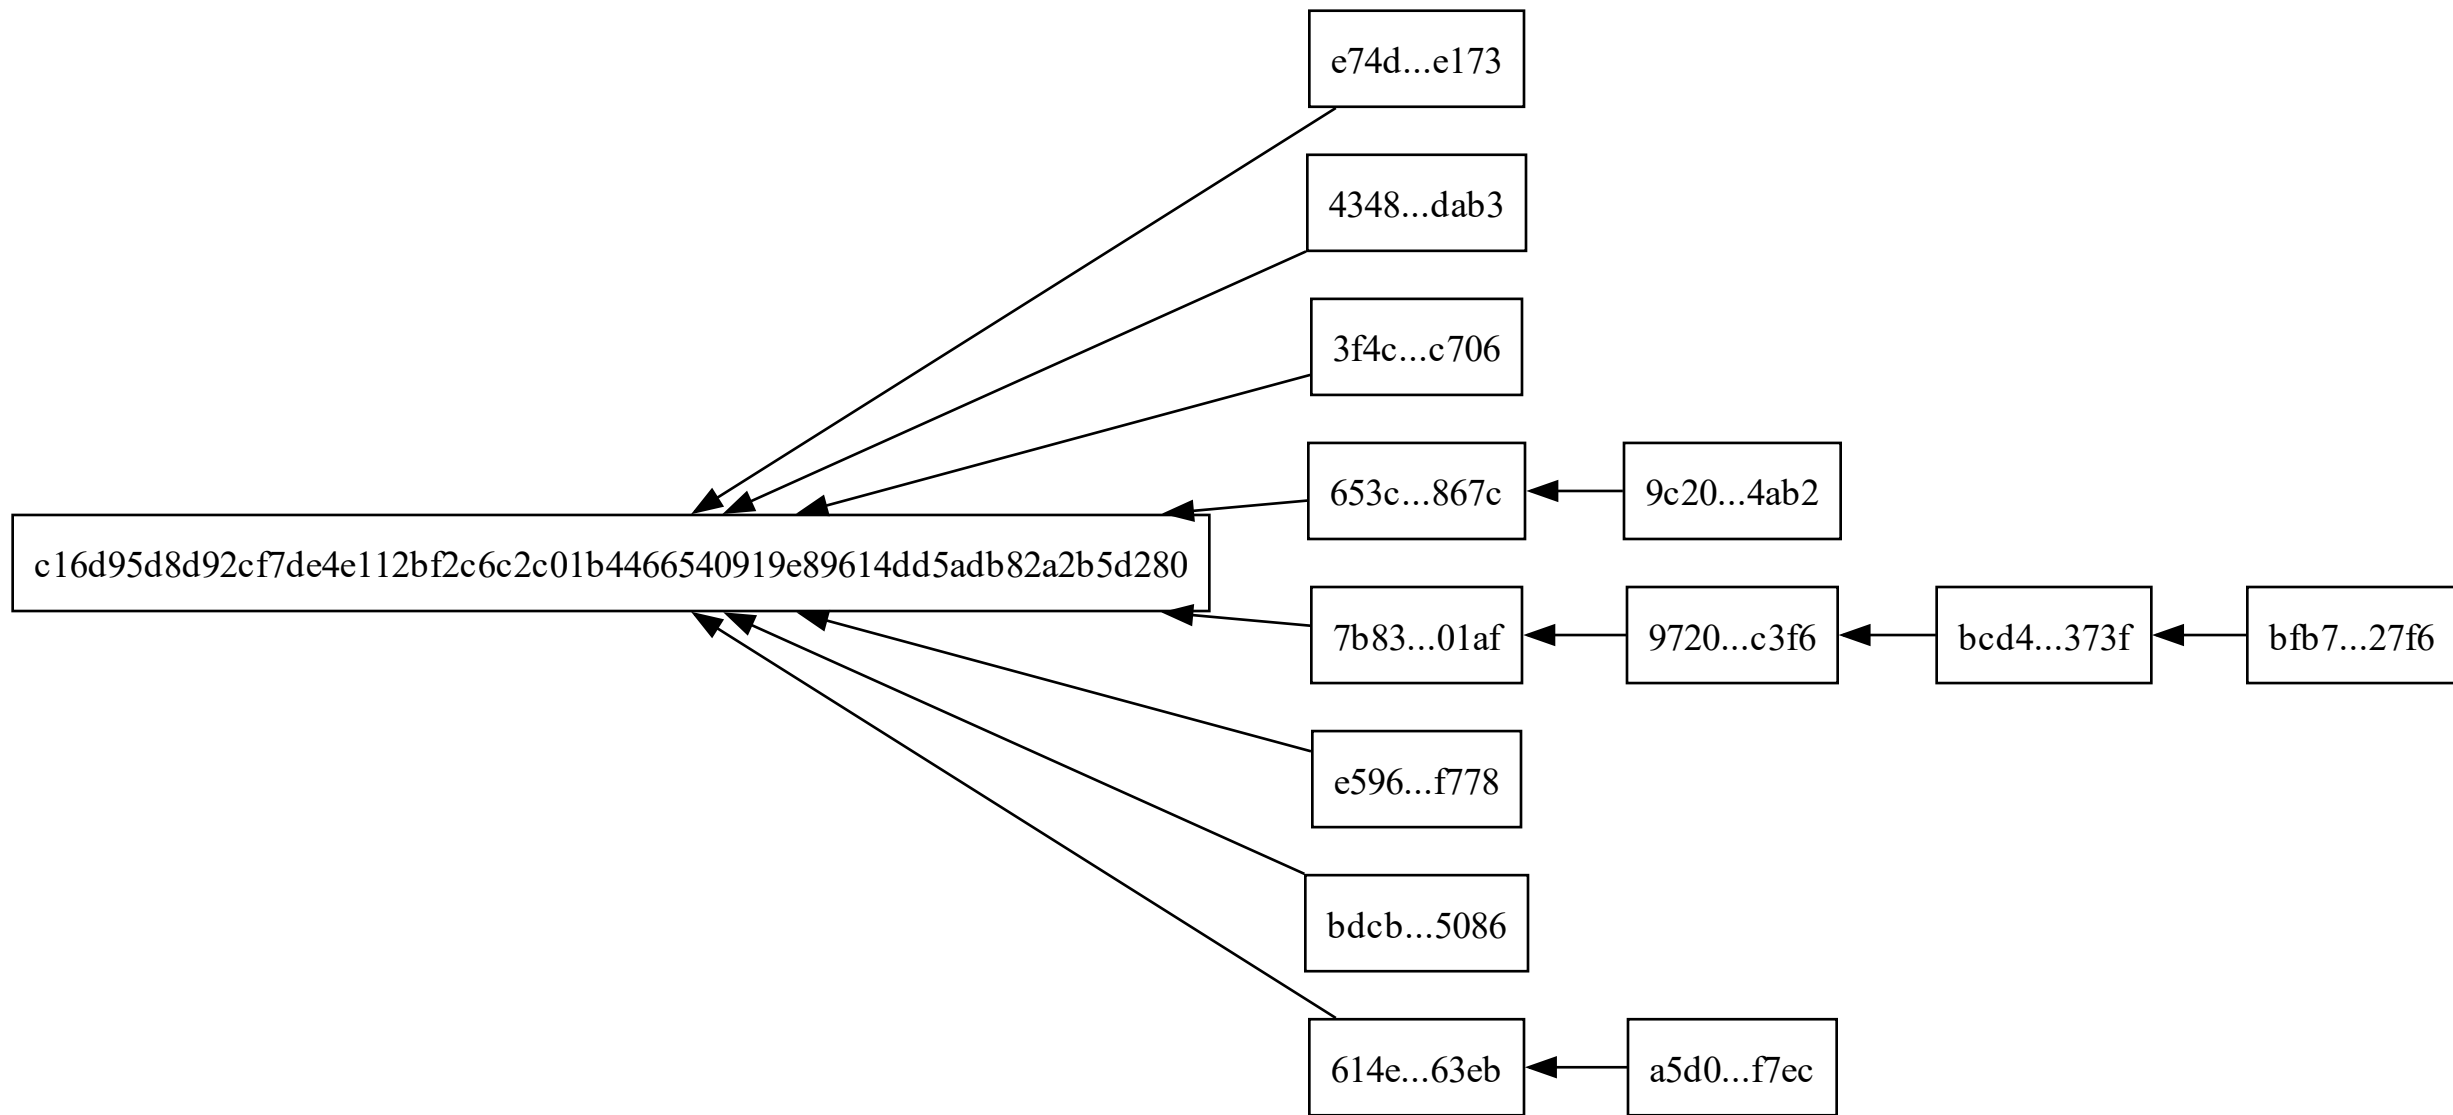 e74d...e173
4348...dab3
3f4c...c706
653c...867c
9c20...4ab2
c16d95d8d92cf7de4e112bf2c6c2c01b4466540919e89614dd5adb82a2b5d280
7b83...01af
9720...c3f6
bcd4...373f
bfb7...27f6
e596...f778
bdcb...5086
614e...63eb
a5d0...f7ec